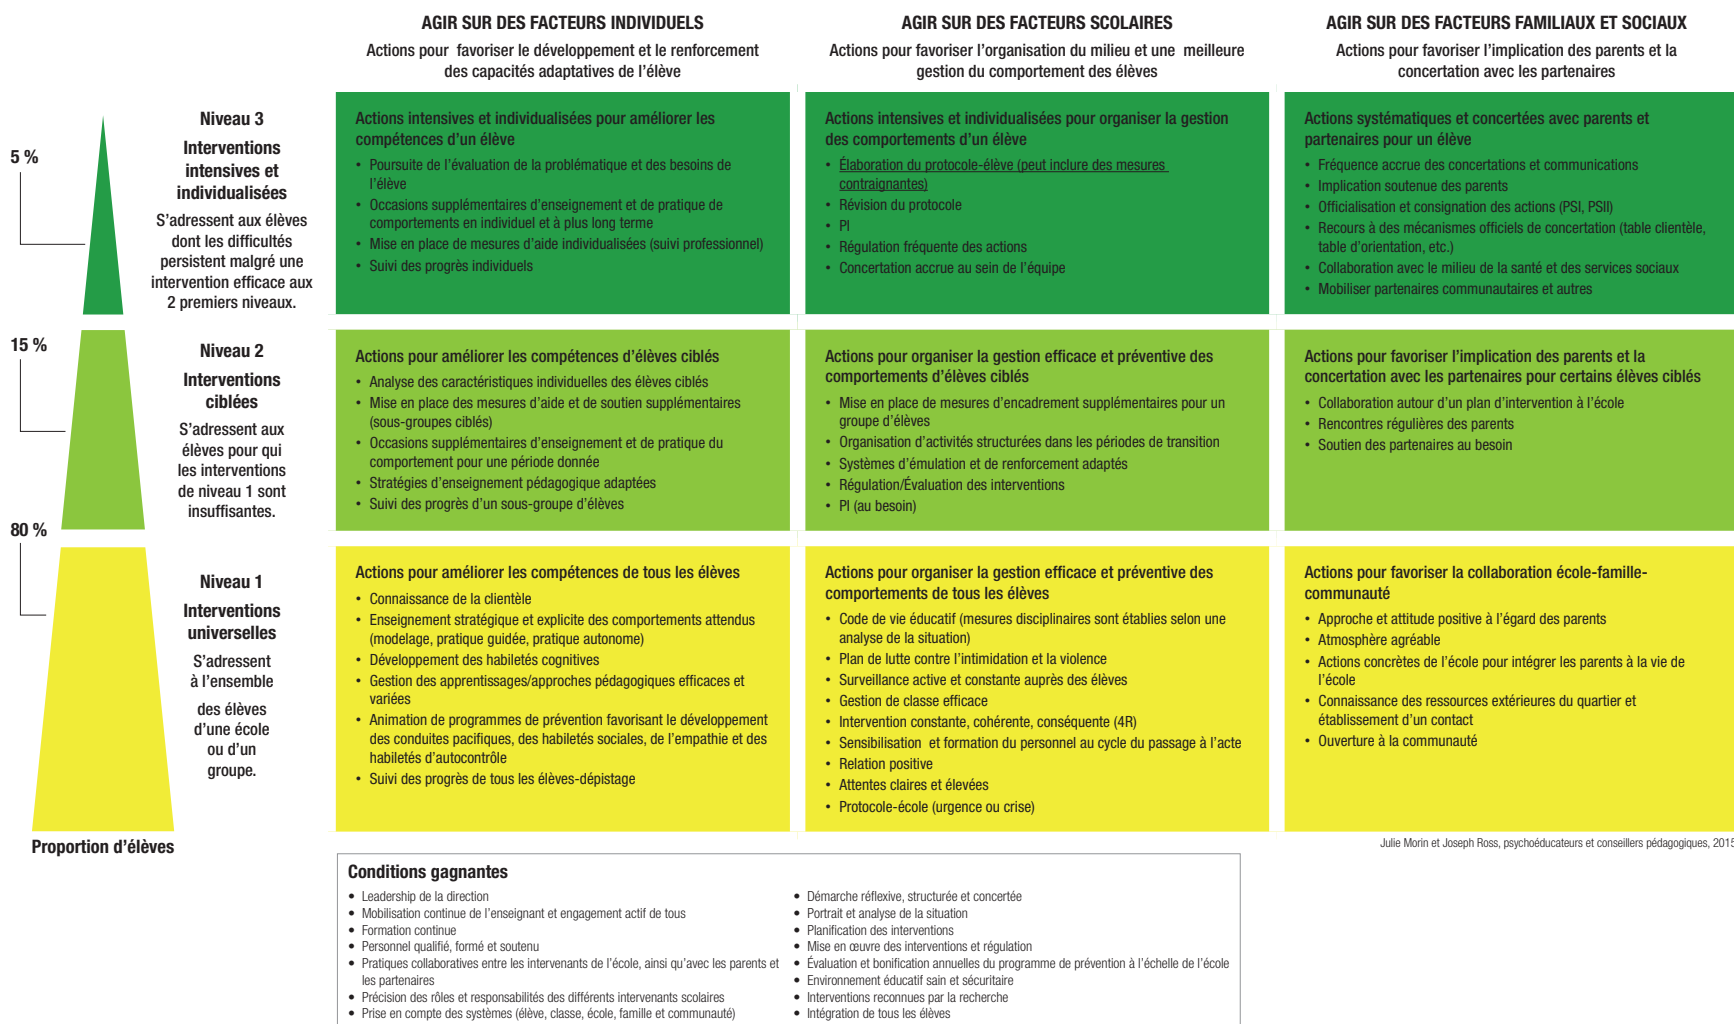 AGIR SUR DES FACTEURS INDIVIDUELS
Actions pour favoriser le développement et le renforcement
des capacités adaptatives de l'élève
AGIR SUR DES FACTEURS SCOLAIRES
Actions pour favoriser l'organisation du milieu et une meilleure
gestion du comportement des élèves
AGIR SUR DES FACTEURS FAMILIAUX ET SOCIAUX
Actions pour favoriser l'implication des parents et la
concertation avec les partenaires
5 %
Niveau 3
Interventions
intensives et
individualisées
S'adressent aux élèves
dont les difficultés
persistent malgré une
intervention efficace aux
2 premiers niveaux.
Actions intensives et individualisées pour améliorer les
compétences d'un élève
• Poursuite de l'évaluation de la problématique et des besoins de
l'élève
• Occasions supplémentaires d'enseignement et de pratique de
comportements en individuel et à plus long terme
• Mise en place de mesures d'aide individualisées (suivi professionnel)
• Suivi des progrès individuels
Actions intensives et individualisées pour organiser la gestion
des comportements d'un élève
• Élaboration du protocole-élève (peut inclure des mesures
contraignantes)
• Révision du protocole
• PI
• Régulation fréquente des actions
• Concertation accrue au sein de l'équipe
Actions systématiques et concertées avec parents et
partenaires pour un élève
• Fréquence accrue des concertations et communications
• Implication soutenue des parents
• Officialisation et consignation des actions (PSI, PSII)
• Recours à des mécanismes officiels de concertation (table clientèle,
table d'orientation, etc.)
• Collaboration avec le milieu de la santé et des services sociaux
• Mobiliser partenaires communautaires et autres
15 %
Niveau 2
Interventions
ciblées
S'adressent aux
élèves pour qui
les interventions
de niveau 1 sont
insuffisantes.
Actions pour améliorer les compétences d'élèves ciblés
• Analyse des caractéristiques individuelles des élèves ciblés
• Mise en place des mesures d'aide et de soutien supplémentaires
(sous-groupes ciblés)
• Occasions supplémentaires d'enseignement et de pratique du
comportement pour une période donnée
• Stratégies d'enseignement pédagogique adaptées
• Suivi des progrès d'un sous-groupe d'élèves
Actions pour organiser la gestion efficace et préventive des
comportements d'élèves ciblés
• Mise en place de mesures d'encadrement supplémentaires pour un
groupe d'élèves
• Organisation d'activités structurées dans les périodes de transition
• Systèmes d'émulation et de renforcement adaptés
• Régulation/Évaluation des interventions
• PI (au besoin)
Actions pour favoriser l'implication des parents et la
concertation avec les partenaires pour certains élèves ciblés
• Collaboration autour d'un plan d'intervention à l'école
• Rencontres régulières des parents
• Soutien des partenaires au besoin
80 %
Niveau 1
Interventions
universelles
S'adressent
à l'ensemble
des élèves
d'une école
ou d'un
groupe.
Actions pour améliorer les compétences de tous les élèves
• Connaissance de la clientèle
• Enseignement stratégique et explicite des comportements attendus
(modelage, pratique guidée, pratique autonome)
• Développement des habiletés cognitives
• Gestion des apprentissages/approches pédagogiques efficaces et
variées
• Animation de programmes de prévention favorisant le développement
des conduites pacifiques, des habiletés sociales, de l'empathie et des
habiletés d'autocontrôle
• Suivi des progrès de tous les élèves-dépistage
Actions pour organiser la gestion efficace et préventive des
comportements de tous les élèves
• Code de vie éducatif (mesures disciplinaires sont établies selon une
analyse de la situation)
• Plan de lutte contre l'intimidation et la violence
• Surveillance active et constante auprès des élèves
• Gestion de classe efficace
• Intervention constante, cohérente, conséquente (4R)
• Sensibilisation et formation du personnel au cycle du passage à l'acte
• Relation positive
• Attentes claires et élevées
• Protocole-école (urgence ou crise)
Actions pour favoriser la collaboration école-famille-
communauté
• Approche et attitude positive à l'égard des parents
• Atmosphère agréable
• Actions concrètes de l'école pour intégrer les parents à la vie de
l'école
• Connaissance des ressources extérieures du quartier et
établissement d'un contact
• Ouverture à la communauté
Proportion d'élèves
Julie Morin et Joseph Ross, psychoéducateurs et conseillers pédagogiques, 2015
Conditions gagnantes
• Leadership de la direction
• Mobilisation continue de l'enseignant et engagement actif de tous
• Formation continue
• Personnel qualifié, formé et soutenu
• Pratiques collaboratives entre les intervenants de l'école, ainsi qu'avec les parents et
les partenaires
• Précision des rôles et responsabilités des différents intervenants scolaires
• Prise en compte des systèmes (élève, classe, école, famille et communauté)
• Démarche réflexive, structurée et concertée
• Portrait et analyse de la situation
• Planification des interventions
• Mise en œuvre des interventions et régulation
• Évaluation et bonification annuelles du programme de prévention à l'échelle de l'école
• Environnement éducatif sain et sécuritaire
• Interventions reconnues par la recherche
• Intégration de tous les élèves